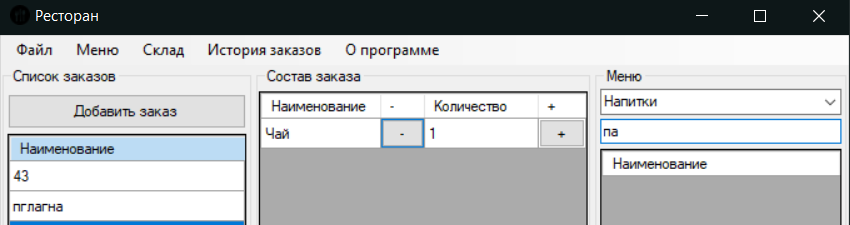 Ресторан
Файл Меню Склад История заказов О программе
Список заказов
Добавить заказ
Наименование
43
пглагна
Состав заказа
Наименование - Количество +
Чай - 1 +
Меню
Напитки
па
Наименование